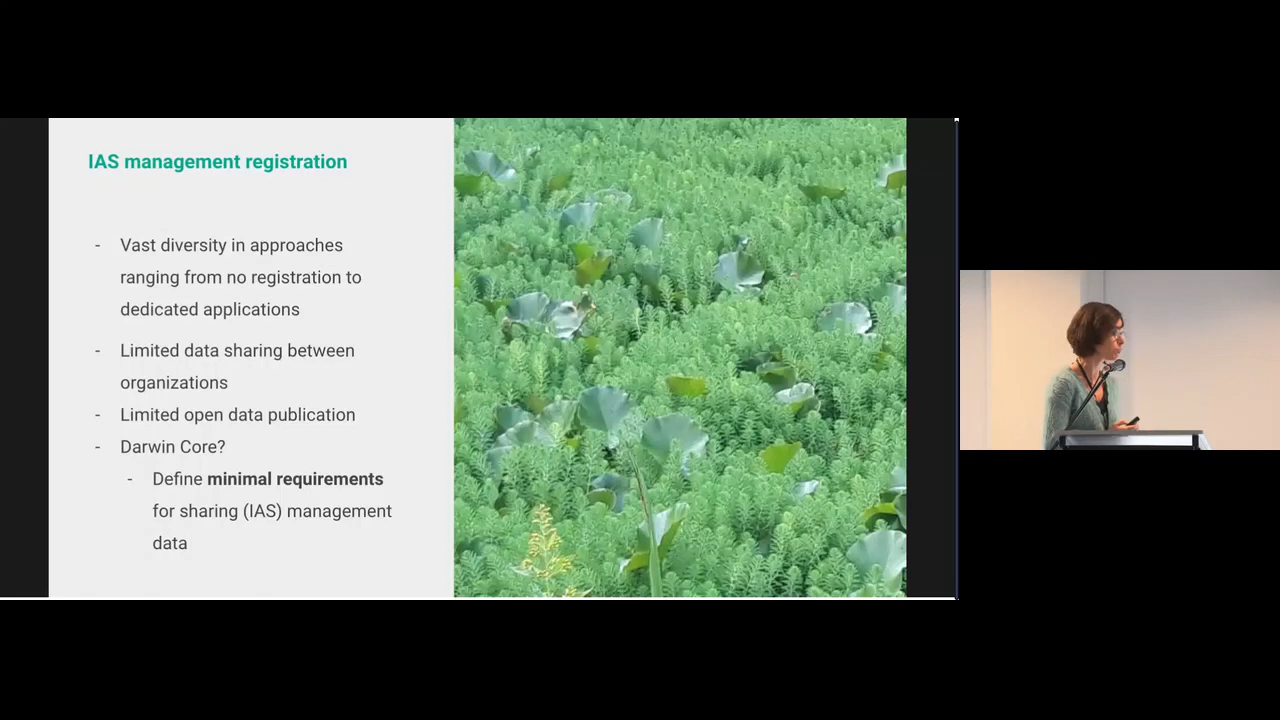 IAS management registration
- Vast diversity in approaches
ranging from no registration to
dedicated applications
- Limited data sharing between
organizations
- Limited open data publication
- Darwin Core?
- Define minimal requirements
for sharing (IAS) management
data